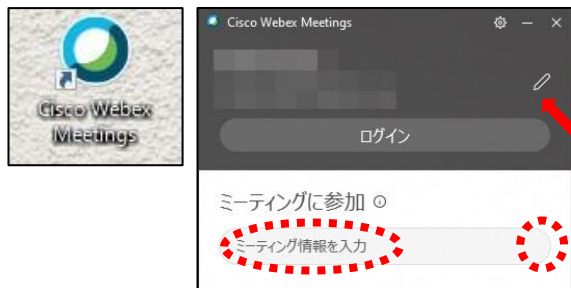 Cisco Webex
Meetings
Cisco Webex Meetings
ログイン
ミーティングに参加
ミーティング情報を入力